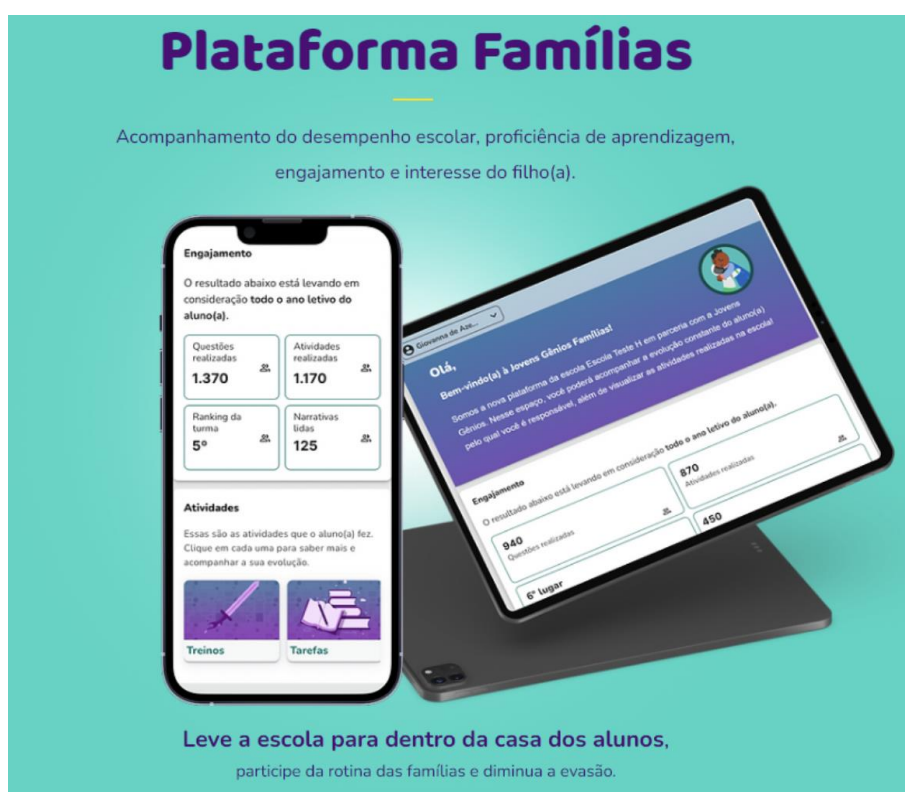 Plataforma Famílias
Acompanhamento do desempenho escolar, proficiência de aprendizagem,
engajamento e interesse do filho(a).
Engajamento
O resultado abaixo está levando em
consideração todo o ano letivo do
aluno(a).
Questões
realizadas
1.370
Atividades
realizadas
1.170
Ranking da
turma
5º
Narrativas
lidas
125
Atividades
Essas são as atividades que o aluno(a) fez.
Clique em cada uma para saber mais e
acompanhar a sua evolução.
Treinos
Tarefas
Giovanna de Aze...
Olá,
Bem-vindo(a) à Jovens Gênios Famílias!
Somos a nova plataforma da escola Escola Teste H em parceria com a Jovens
Gênios. Nesse espaço, você poderá acompanhar a evolução constante do aluno(a)
pelo qual você é responsável, além de visualizar as atividades realizadas na escola!
Engajamento
O resultado abaixo está levando em consideração todo o ano letivo do aluno(a).
940
Questões realizadas
870
Atividades realizadas
6º lugar
450
Leve a escola para dentro da casa dos alunos,
participe da rotina das famílias e diminua a evasão.